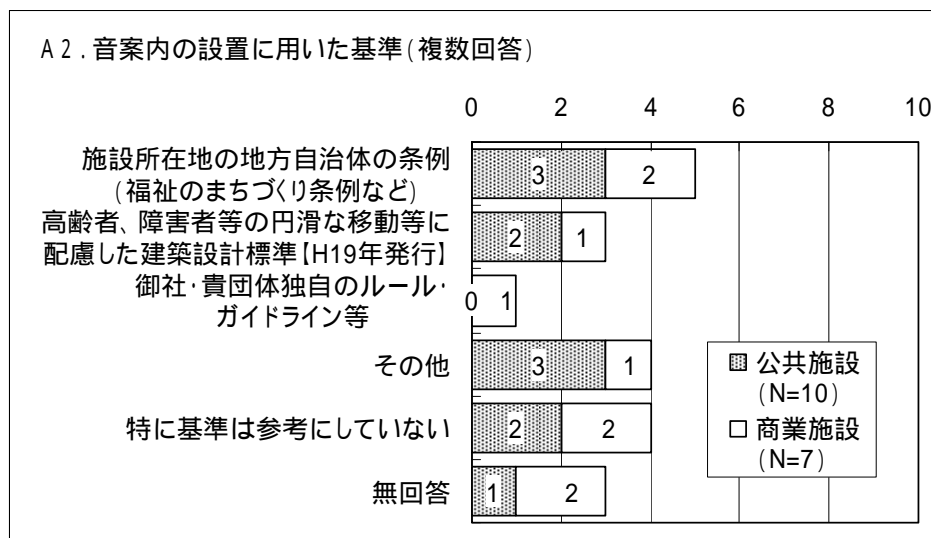 A2.音案内の設置に用いた基準(複数回答)
0 2 4 6 8 10
施設所在地の地方自治体の条例
(福祉のまちづくり条例など)
3 2
高齢者、障害者等の円滑な移動等に
配慮した建築設計標準【H19年発行】
2 1
御社・貴団体独自のルール・
ガイドライン等
0 1
その他
3 1
特に基準は参考にしていない
2 2
無回答
1 2
公共施設
(N=10)
商業施設
(N=7)